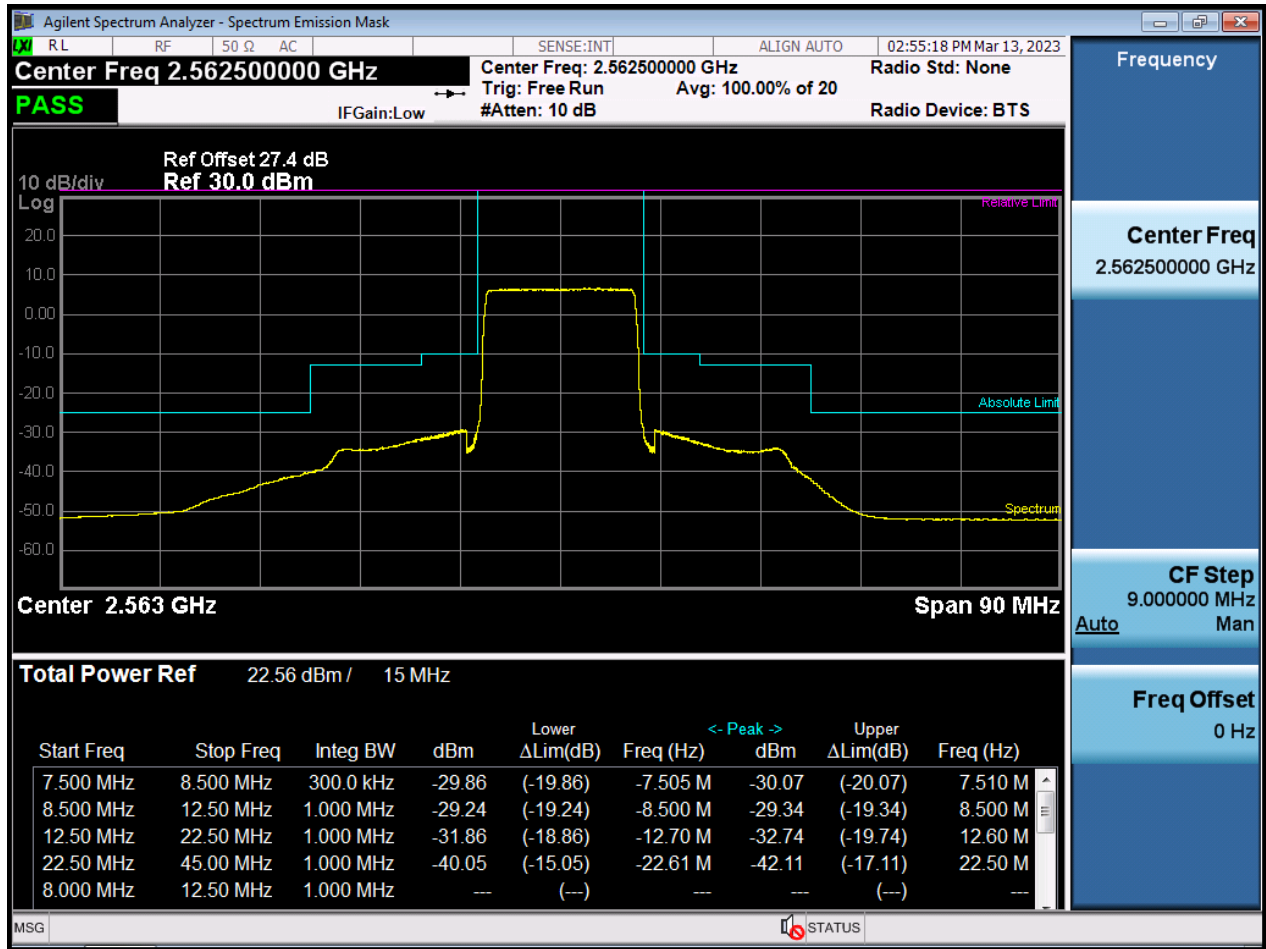 Agilent Spectrum Analyzer - Spectrum Emission Mask
LXI RL RF 50 Ω AC SENSE:INT ALIGN AUTO 02:55:18 PM Mar 13, 2023
Center Freq 2.562500000 GHz
PASS
IFGain:Low
Center Freq: 2.562500000 GHz
Trig: Free Run Avg: 100.00% of 20
#Atten: 10 dB
Radio Std: None
Radio Device: BTS
Ref Offset 27.4 dB
10 dB/div Ref 30.0 dBm
Log
Relative Limit
20.0
10.0
0.00
-10.0
-20.0
Absolute Limit
-30.0
-40.0
-50.0
Spectrum
-60.0
Center 2.563 GHz Span 90 MHz
Total Power Ref 22.56 dBm / 15 MHz
Lower <- Peak -> Upper
Start Freq Stop Freq Integ BW dBm ΔLim(dB) Freq (Hz) dBm ΔLim(dB) Freq (Hz)
7.500 MHz 8.500 MHz 300.0 kHz -29.86 (-19.86) -7.505 M -30.07 (-20.07) 7.510 M
8.500 MHz 12.50 MHz 1.000 MHz -29.24 (-19.24) -8.500 M -29.34 (-19.34) 8.500 M
12.50 MHz 22.50 MHz 1.000 MHz -31.86 (-18.86) -12.70 M -32.74 (-19.74) 12.60 M
22.50 MHz 45.00 MHz 1.000 MHz -40.05 (-15.05) -22.61 M -42.11 (-17.11) 22.50 M
8.000 MHz 12.50 MHz 1.000 MHz --- (---) --- --- (---) ---
MSG STATUS
Frequency
Center Freq
2.562500000 GHz
CF Step
9.000000 MHz
Auto Man
Freq Offset
0 Hz